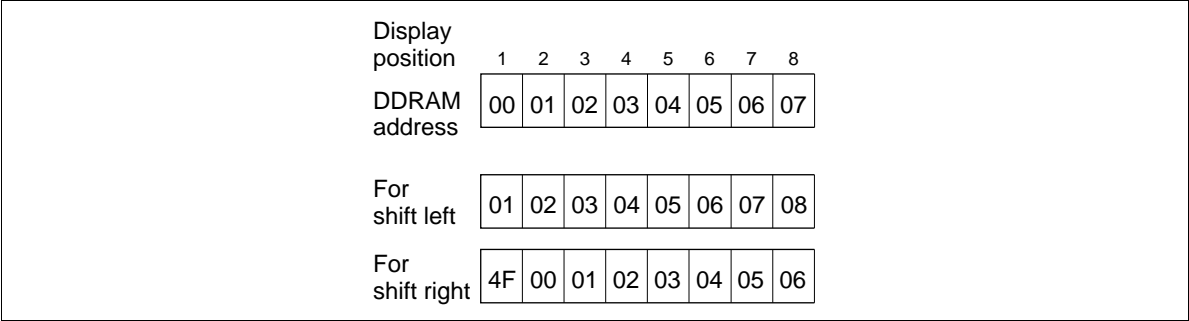 Display
position 1 2 3 4 5 6 7 8
DDRAM
address 00 01 02 03 04 05 06 07
For
shift left 01 02 03 04 05 06 07 08
For
shift right 4F 00 01 02 03 04 05 06